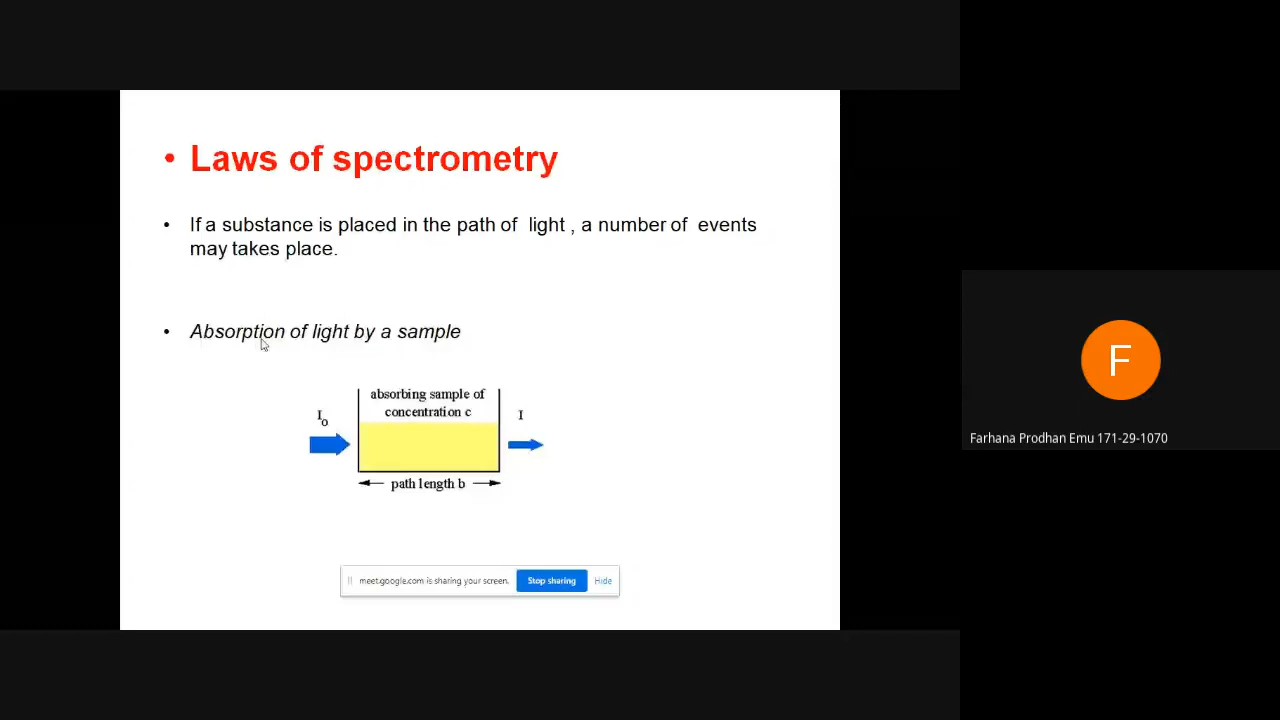 • Laws of spectrometry
• If a substance is placed in the path of light , a number of events
may takes place.
• Absorption of light by a sample
absorbing sample of
concentration c
Io
I
path length b
meet.google.com is sharing your screen.
Stop sharing
Hide
F
Farhana Prodhan Emu 171-29-1070